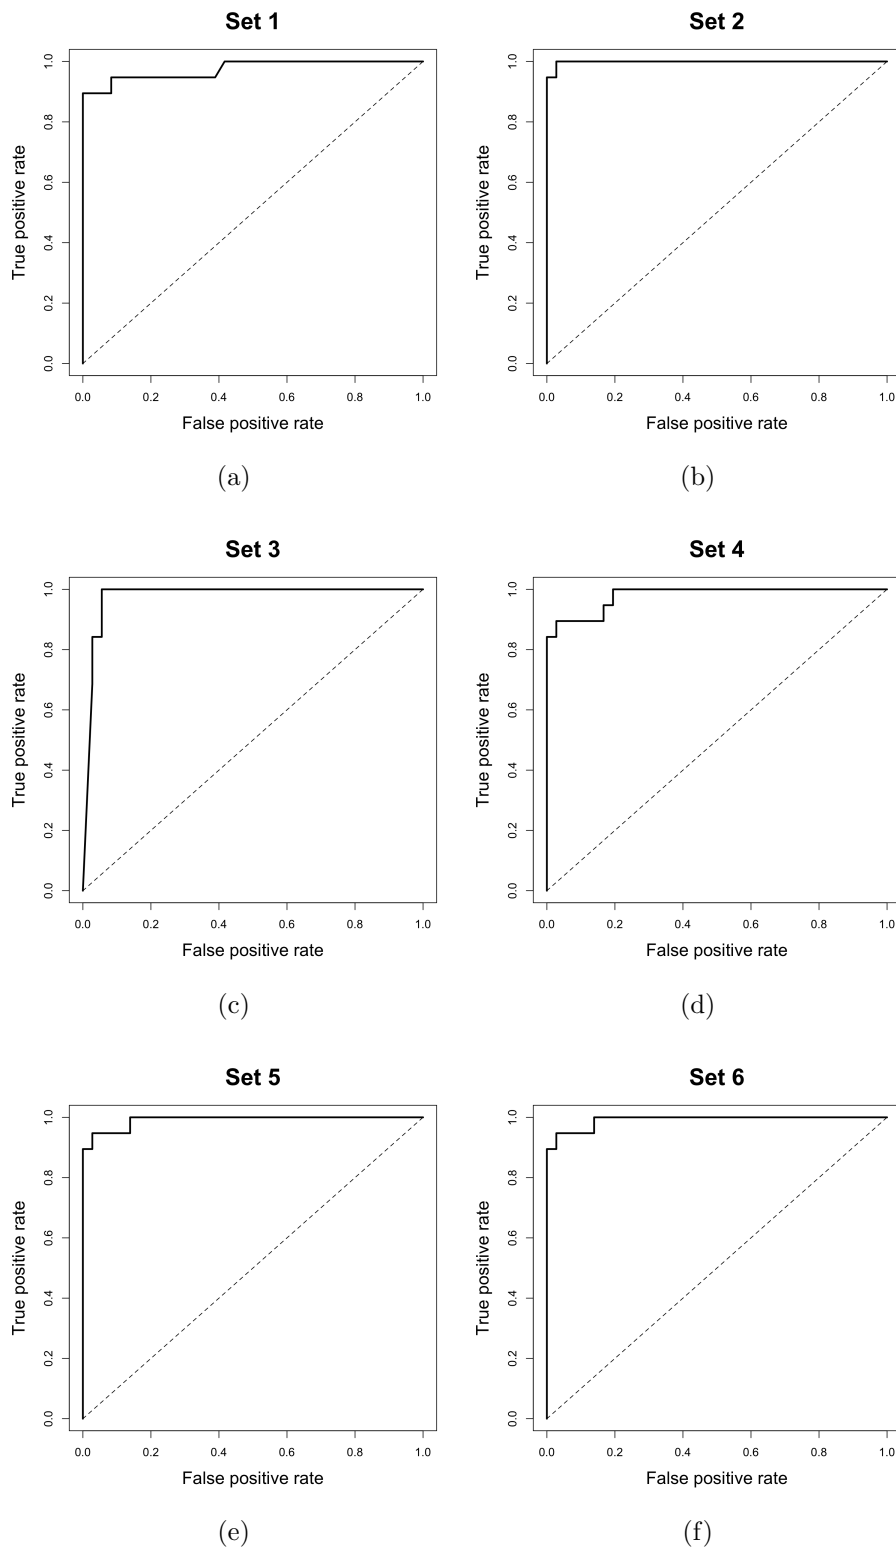 Set 1
True positive rate
1.0
0.8
0.6
0.4
0.2
0.0
0.0 0.2 0.4 0.6 0.8 1.0
False positive rate
(a)
Set 2
True positive rate
1.0
0.8
0.6
0.4
0.2
0.0
0.0 0.2 0.4 0.6 0.8 1.0
False positive rate
(b)
Set 3
True positive rate
1.0
0.8
0.6
0.4
0.2
0.0
0.0 0.2 0.4 0.6 0.8 1.0
False positive rate
(c)
Set 4
True positive rate
1.0
0.8
0.6
0.4
0.2
0.0
0.0 0.2 0.4 0.6 0.8 1.0
False positive rate
(d)
Set 5
True positive rate
1.0
0.8
0.6
0.4
0.2
0.0
0.0 0.2 0.4 0.6 0.8 1.0
False positive rate
(e)
Set 6
True positive rate
1.0
0.8
0.6
0.4
0.2
0.0
0.0 0.2 0.4 0.6 0.8 1.0
False positive rate
(f)